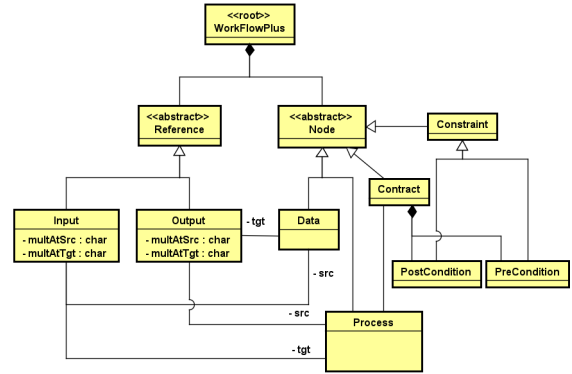 <<root>>
WorkFlowPlus
<<abstract>>
Reference
<<abstract>>
Node
Constraint
Contract
Input
- multAtSrc : char
- multAtTgt : char
Output
- multAtSrc : char
- multAtTgt : char
- tgt
Data
- src
PostCondition
PreCondition
- src
Process
- tgt